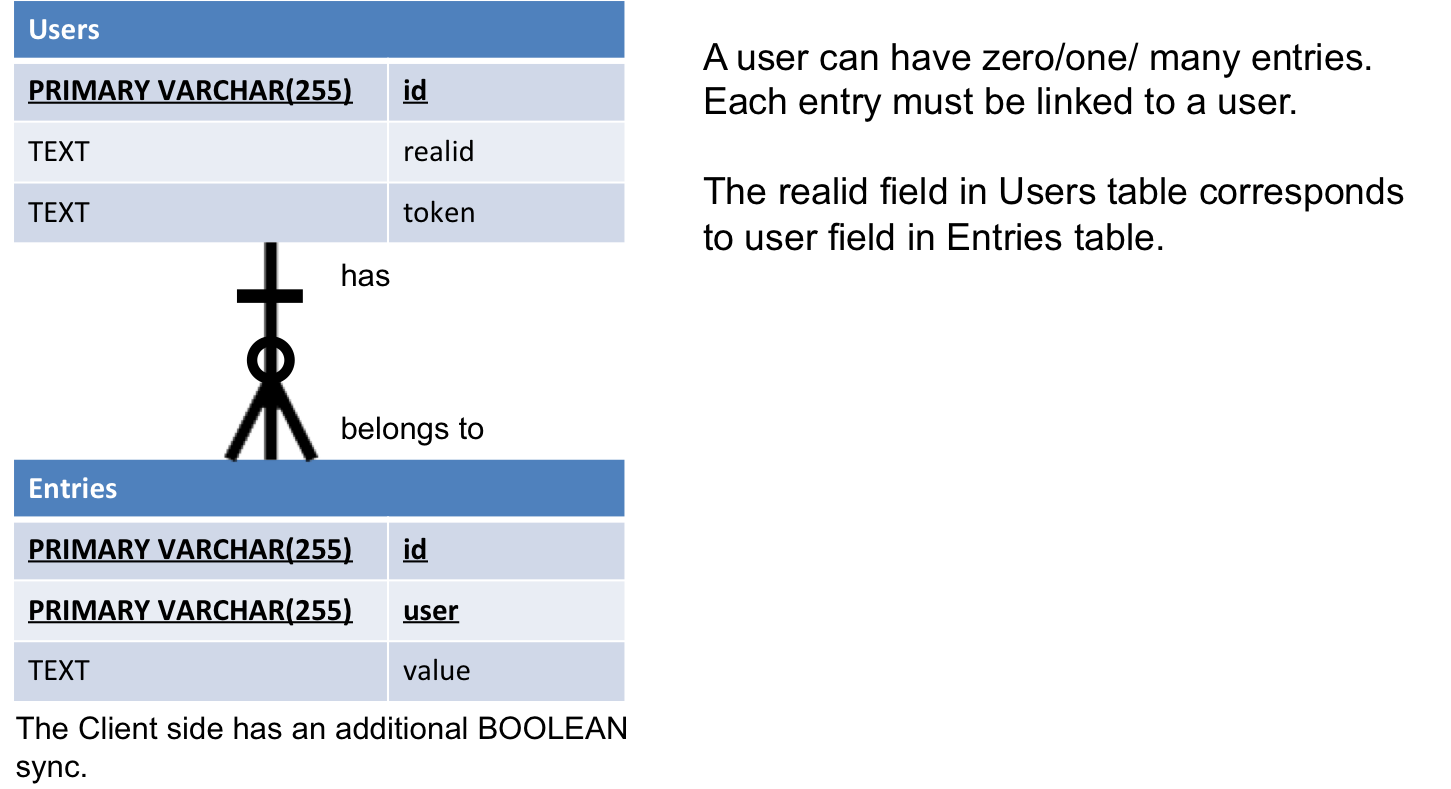 Users
PRIMARY VARCHAR(255) id
TEXT realid
TEXT token
has
belongs to
Entries
PRIMARY VARCHAR(255) id
PRIMARY VARCHAR(255) user
TEXT value
The Client side has an additional BOOLEAN
sync.
A user can have zero/one/ many entries.
Each entry must be linked to a user.
The realid field in Users table corresponds
to user field in Entries table.